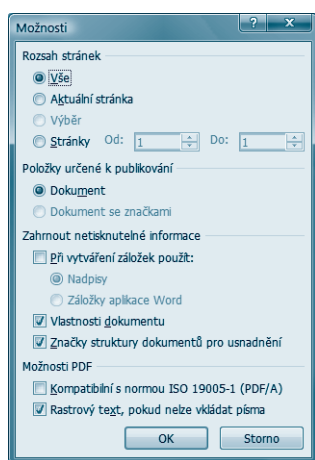 Možnosti
Rozsah stránek
Vše
Aktuální stránka
Výběr
Stránky Od: 1 Do: 1
Položky určené k publikování
Dokument
Dokument se značkami
Zahrnout netisknutelné informace
Při vytváření záložek použít:
Nadpisy
Záložky aplikace Word
Vlastnosti dokumentu
Značky struktury dokumentů pro usnadnění
Možnosti PDF
Kompatibilní s normou ISO 19005-1 (PDF/A)
Rastrový text, pokud nelze vkládat písma
OK Storno